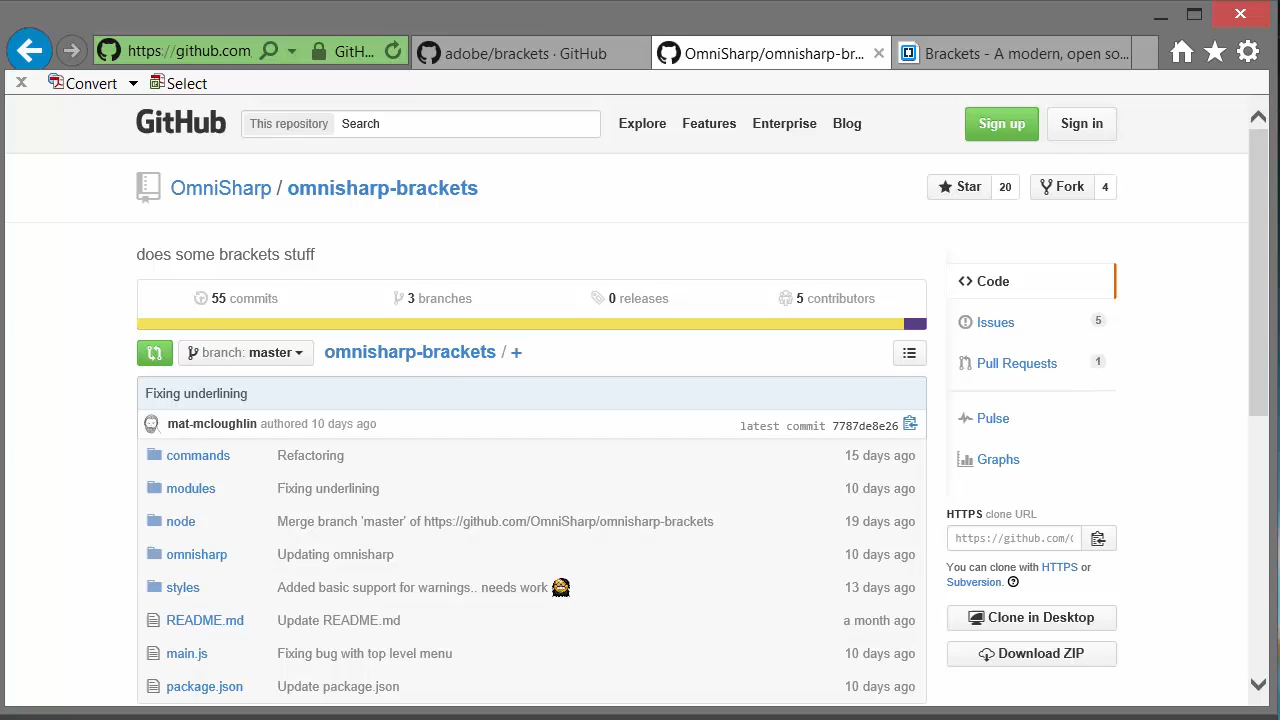 https://github.com GitH... adobe/brackets · GitHub OmniSharp/omnisharp-br... Brackets - A modern, open so...
Convert Select
GitHub This repository Search Explore Features Enterprise Blog Sign up Sign in
OmniSharp / omnisharp-brackets Star 20 Fork 4
does some brackets stuff
55 commits 3 branches 0 releases 5 contributors
branch: master omnisharp-brackets / +
Fixing underlining
mat-mcloughlin authored 10 days ago latest commit 7787de8e26
commands Refactoring 15 days ago
modules Fixing underlining 10 days ago
node Merge branch 'master' of https://github.com/OmniSharp/omnisharp-brackets 19 days ago
omnisharp Updating omnisharp 10 days ago
styles Added basic support for warnings.. needs work 13 days ago
README.md Update README.md a month ago
main.js Fixing bug with top level menu 10 days ago
package.json Update package.json 10 days ago
Code
Issues 5
Pull Requests 1
Pulse
Graphs
HTTPS clone URL
https://github.com/
You can clone with HTTPS or
Subversion.
Clone in Desktop
Download ZIP